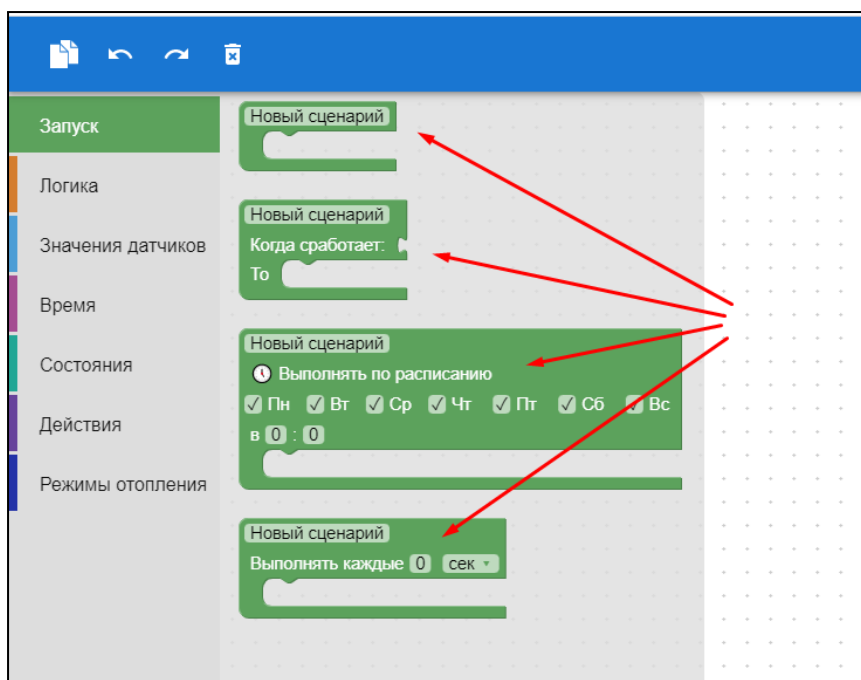 Запуск
Логика
Значения датчиков
Время
Состояния
Действия
Режимы отопления
Новый сценарий
Новый сценарий
Когда сработает:
То
Новый сценарий
Выполнять по расписанию
Пн Вт Ср Чт Пт Сб Вс
в 0 : 0
Новый сценарий
Выполнять каждые 0 сек